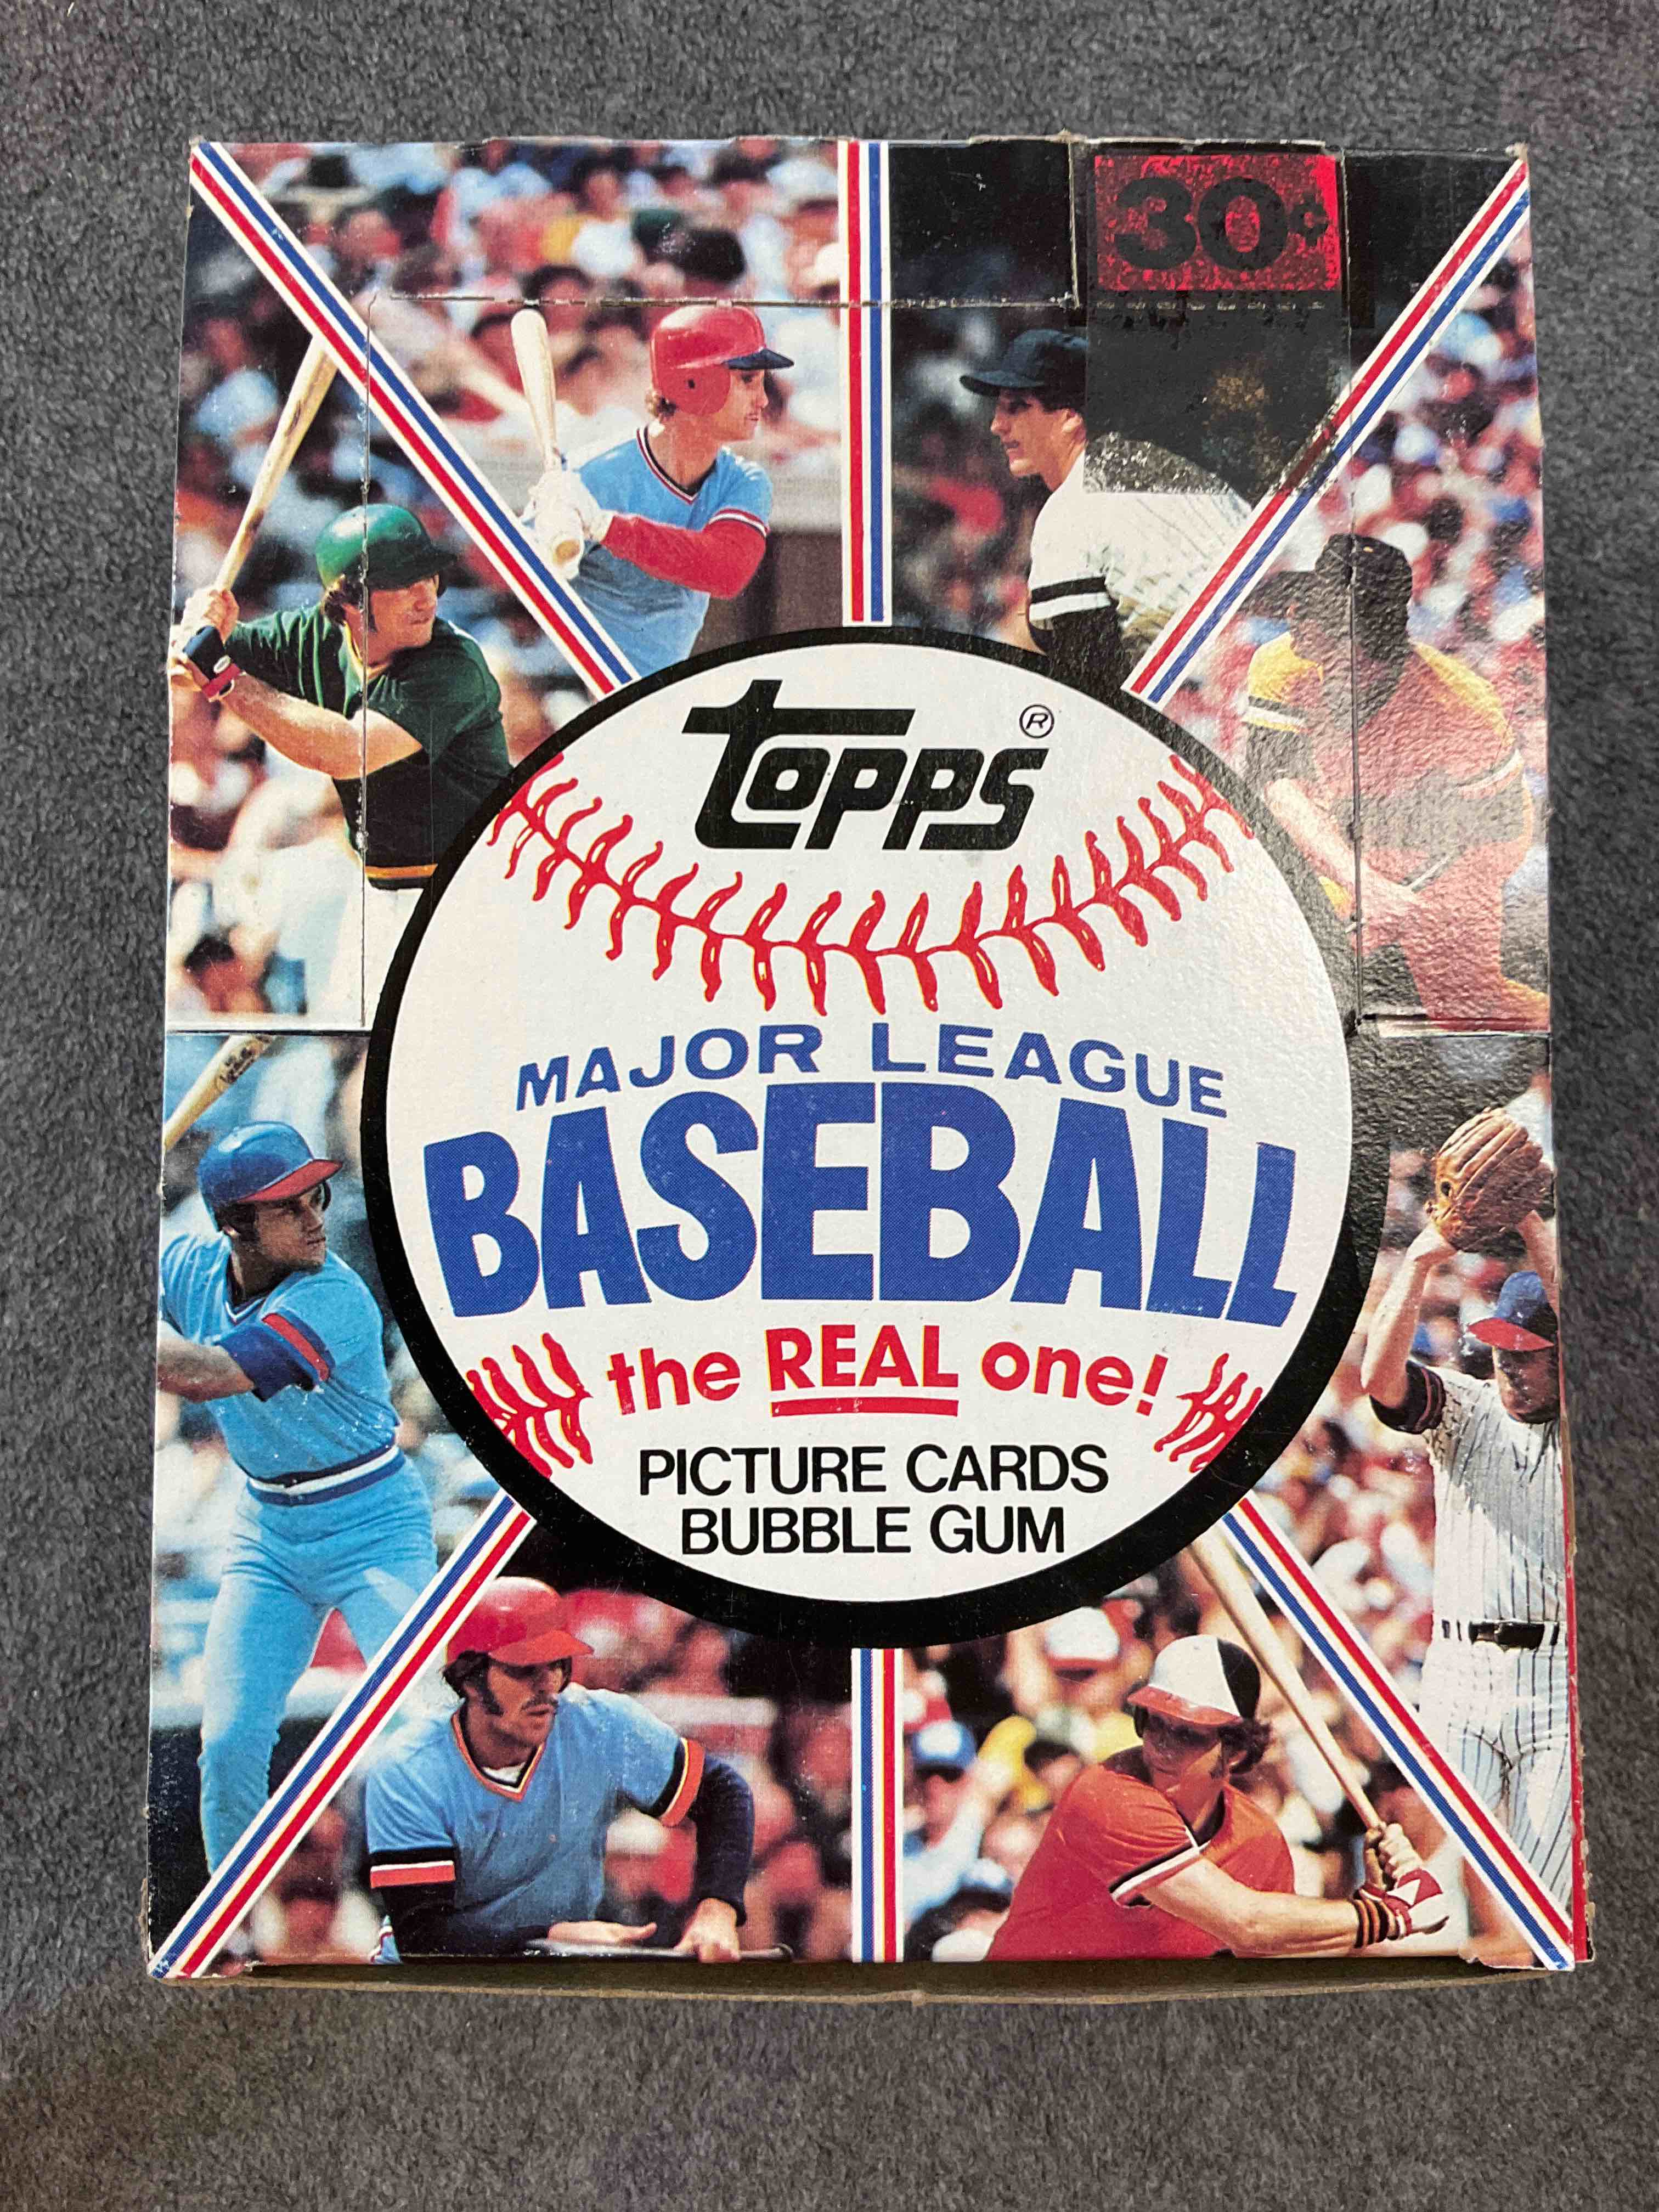 30¢
Topps®
MAJOR LEAGUE
BASEBALL
the REAL one!
PICTURE CARDS
BUBBLE GUM